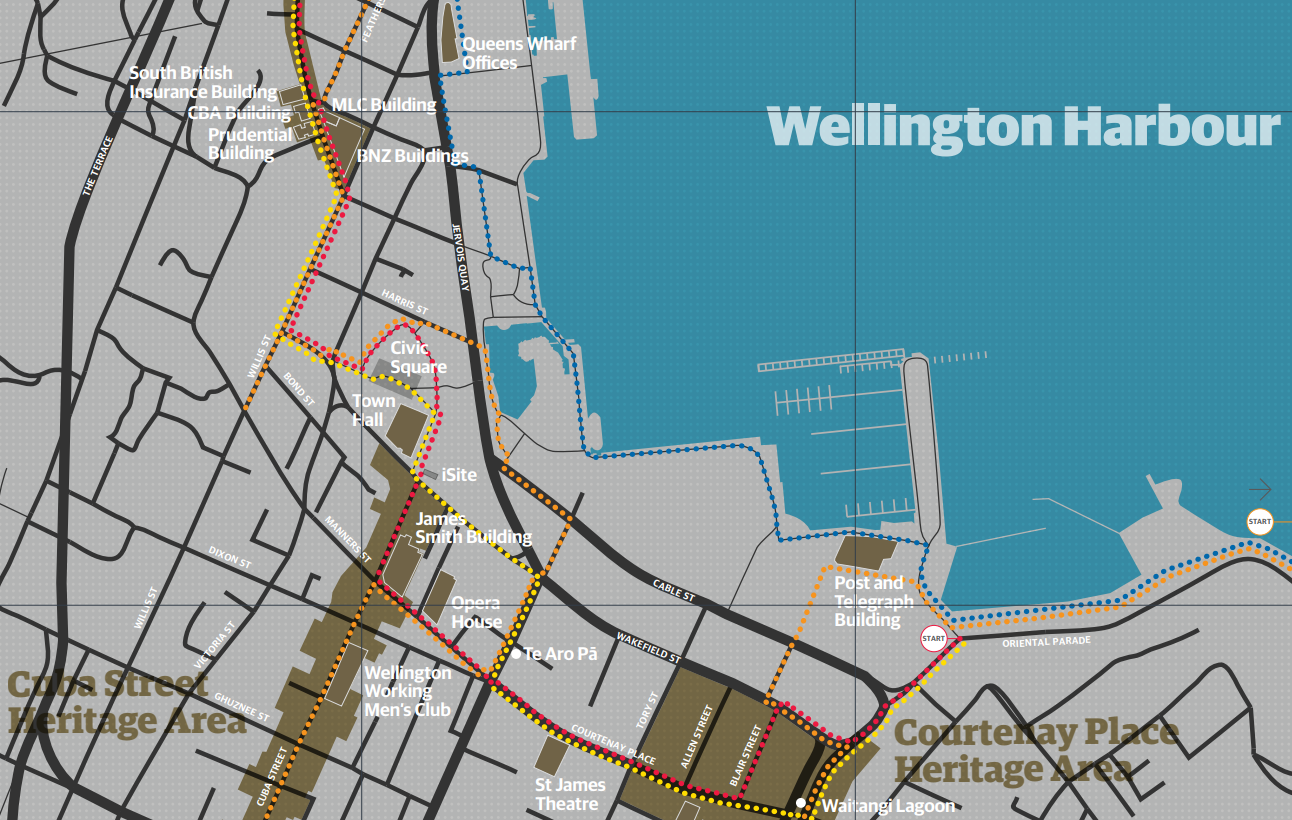 FEATHERS
Queens Wharf
Offices
South British
Insurance Building
CBA Building
MLC Building
Prudential
Building
BNZ Buildings
Wellington Harbour
THE TERRACE
JERVOIS QUAY
HARRIS ST
WILLIS ST
Civic
Square
BOND ST
Town
Hall
iSite
START
James
Smith Building
MANNERS ST
DIXON ST
CABLE ST
Post and
Telegraph
Building
Opera
House
WILLIS ST
VICTORIA ST
WAKEFIELD ST
START
ORIENTAL PARADE
Te Aro Pā
Wellington
Working
Men's Club
Cuba Street
Heritage Area
GHUZNEE ST
TORY ST
ALLEN STREET
BLAIR STREET
COURTENAY PLACE
Courtenay Place
Heritage Area
CUBA STREET
St James
Theatre
Waitangi Lagoon